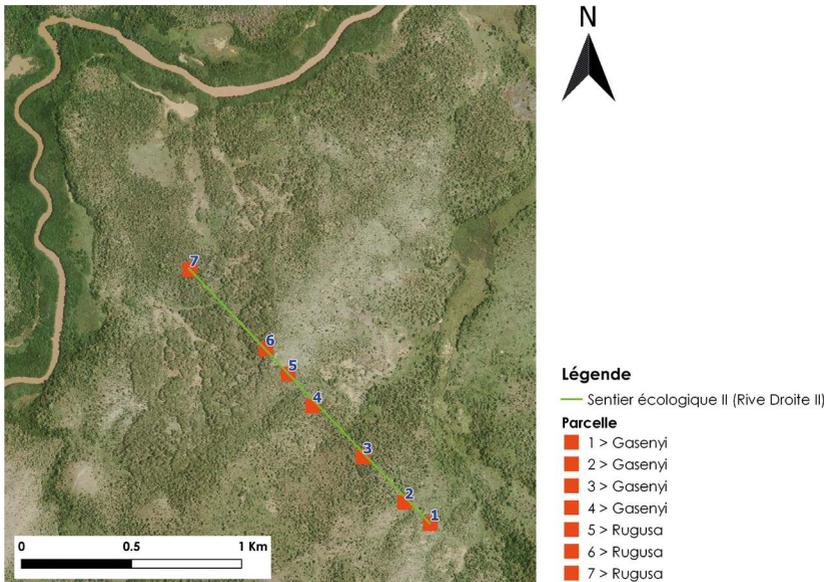 N
7
6
5
4
3
2
1
0 0.5 1 Km
Légende
Sentier écologique II (Rive Droite II)
Parcelle
1 > Gasenyi
2 > Gasenyi
3 > Gasenyi
4 > Gasenyi
5 > Rugusa
6 > Rugusa
7 > Rugusa